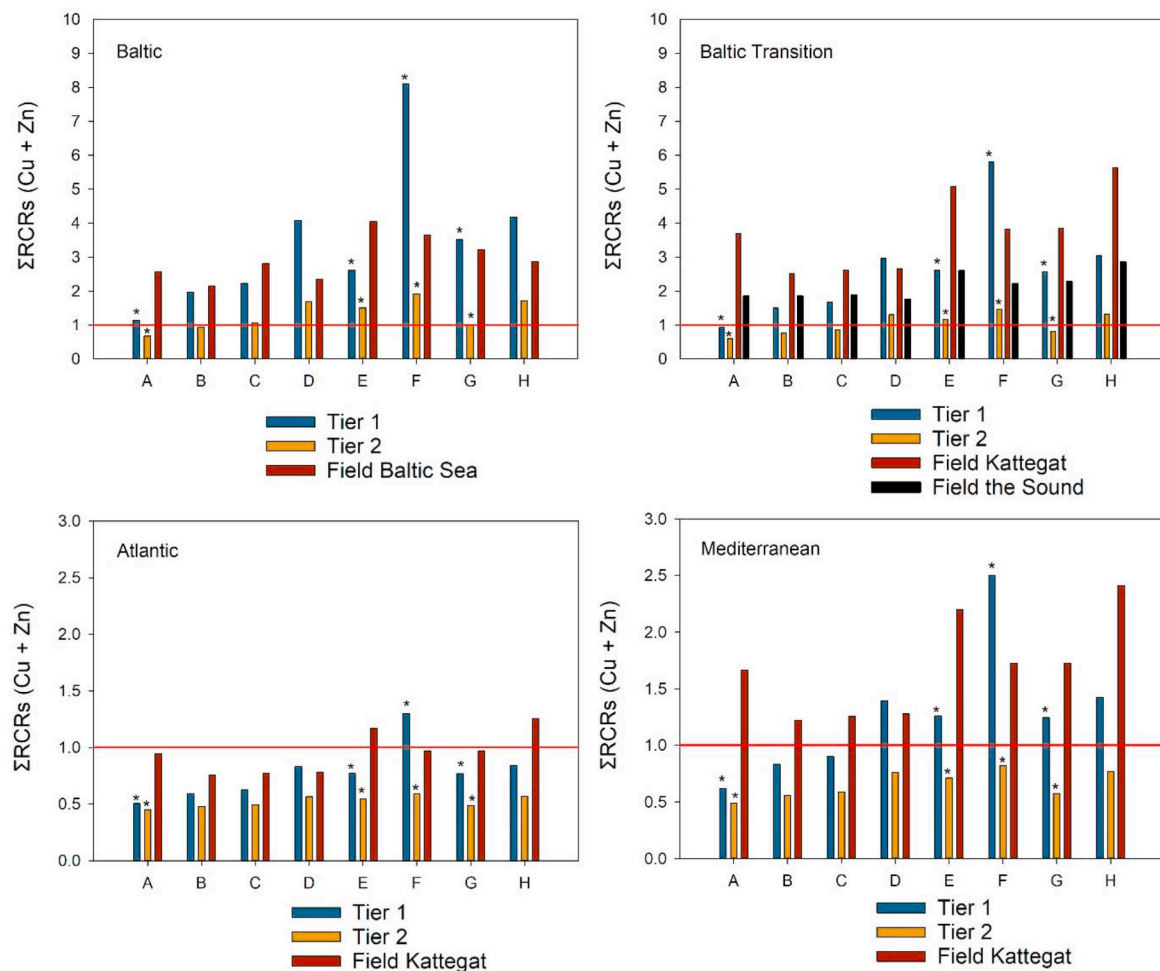 Baltic
ΣRCRs (Cu + Zn)
10
9
8
7
6
5
4
3
2
1
0
* * * * * * * *
A B C D E F G H
Tier 1
Tier 2
Field Baltic Sea
Baltic Transition
ΣRCRs (Cu + Zn)
10
9
8
7
6
5
4
3
2
1
0
* * * * * * * *
A B C D E F G H
Tier 1
Tier 2
Field Kattegat
Field the Sound
Atlantic
ΣRCRs (Cu + Zn)
3.0
2.5
2.0
1.5
1.0
0.5
0.0
* * * * * * * *
A B C D E F G H
Tier 1
Tier 2
Field Kattegat
Mediterranean
ΣRCRs (Cu + Zn)
3.0
2.5
2.0
1.5
1.0
0.5
0.0
* * * * * * * *
A B C D E F G H
Tier 1
Tier 2
Field Kattegat